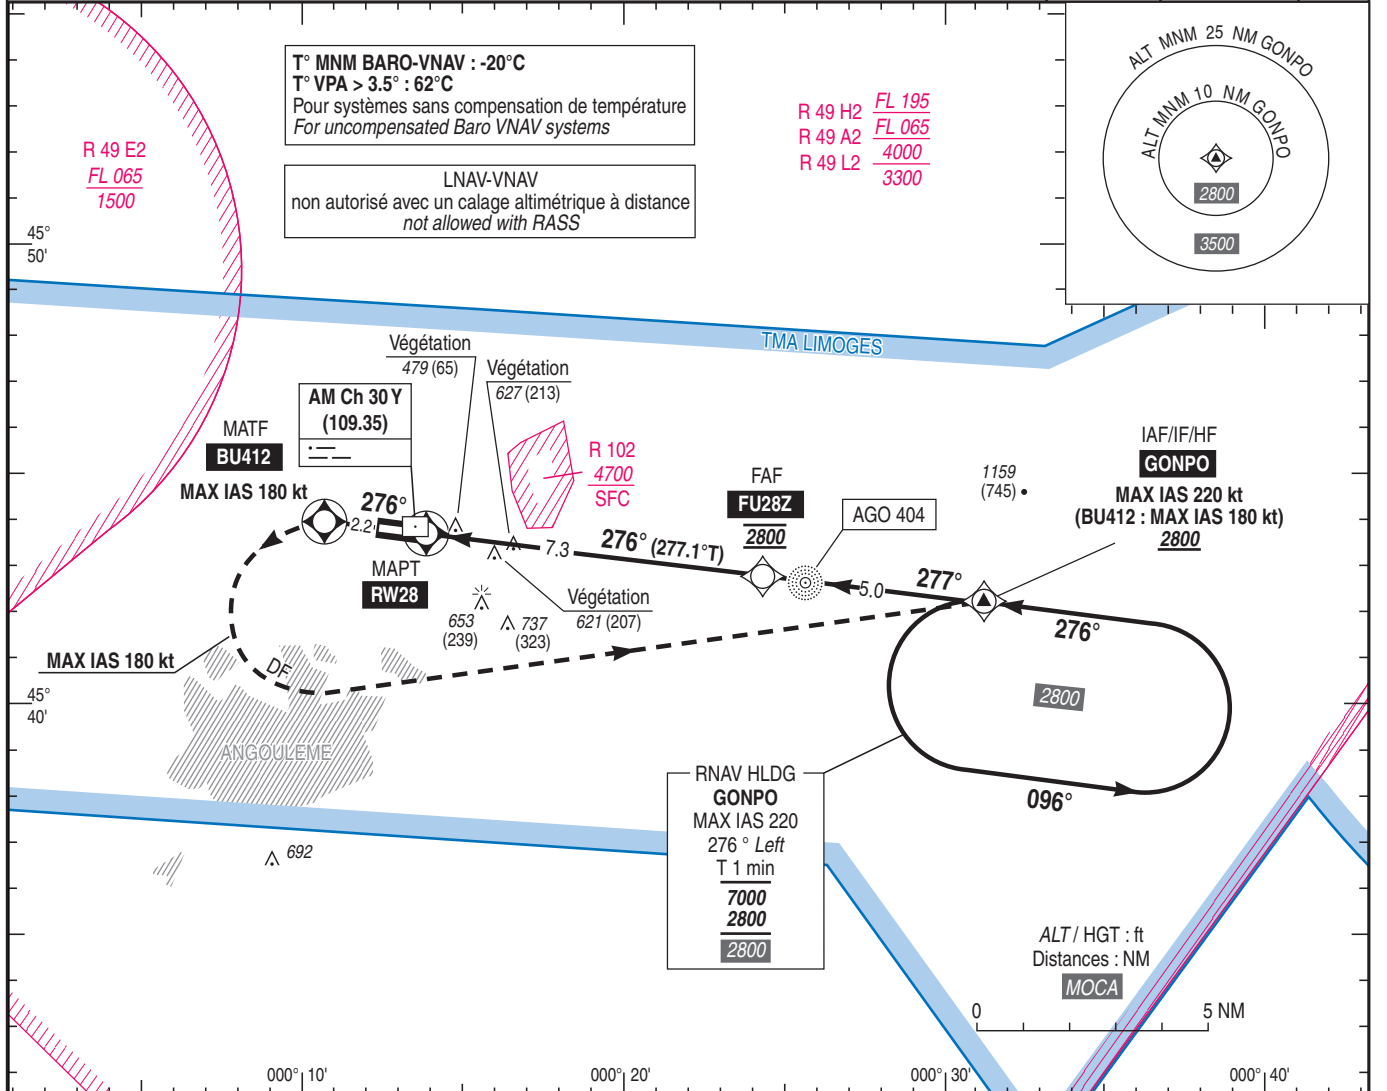 T° MNM BARO-VNAV : -20°C
T° VPA > 3.5° : 62°C
Pour systèmes sans compensation de température
For uncompensated Baro VNAV systems
LNAV-VNAV
non autorisé avec un calage altimétrique à distance
not allowed with RASS
R 49 E2
FL 065
1500
R 49 H2 FL 195
R 49 A2 FL 065
R 49 L2 4000
3300
ALT MNM 25 NM GONPO
ALT MNM 10 NM GONPO
2800
3500
45°
50'
TMA LIMOGES
Végétation
479 (65)
Végétation
627 (213)
AM Ch 30 Y
(109.35)
MATF
BU412
MAX IAS 180 kt
276°
2.2
MAPT
RW28
R 102
4700
SFC
7.3
276° (277.1°T)
FAF
FU28Z
2800
AGO 404
1159
(745)
IAF/IF/HF
GONPO
MAX IAS 220 kt
(BU412 : MAX IAS 180 kt)
2800
5.0
277°
276°
Végétation
621 (207)
653
(239)
737
(323)
MAX IAS 180 kt
DF
45°
40'
ANGOULEME
2800
096°
RNAV HLDG
GONPO
MAX IAS 220
276 ° Left
T 1 min
7000
2800
2800
692
ALT / HGT : ft
Distances : NM
MOCA
0 5 NM
000° 10' 000° 20' 000° 30' 000° 40'